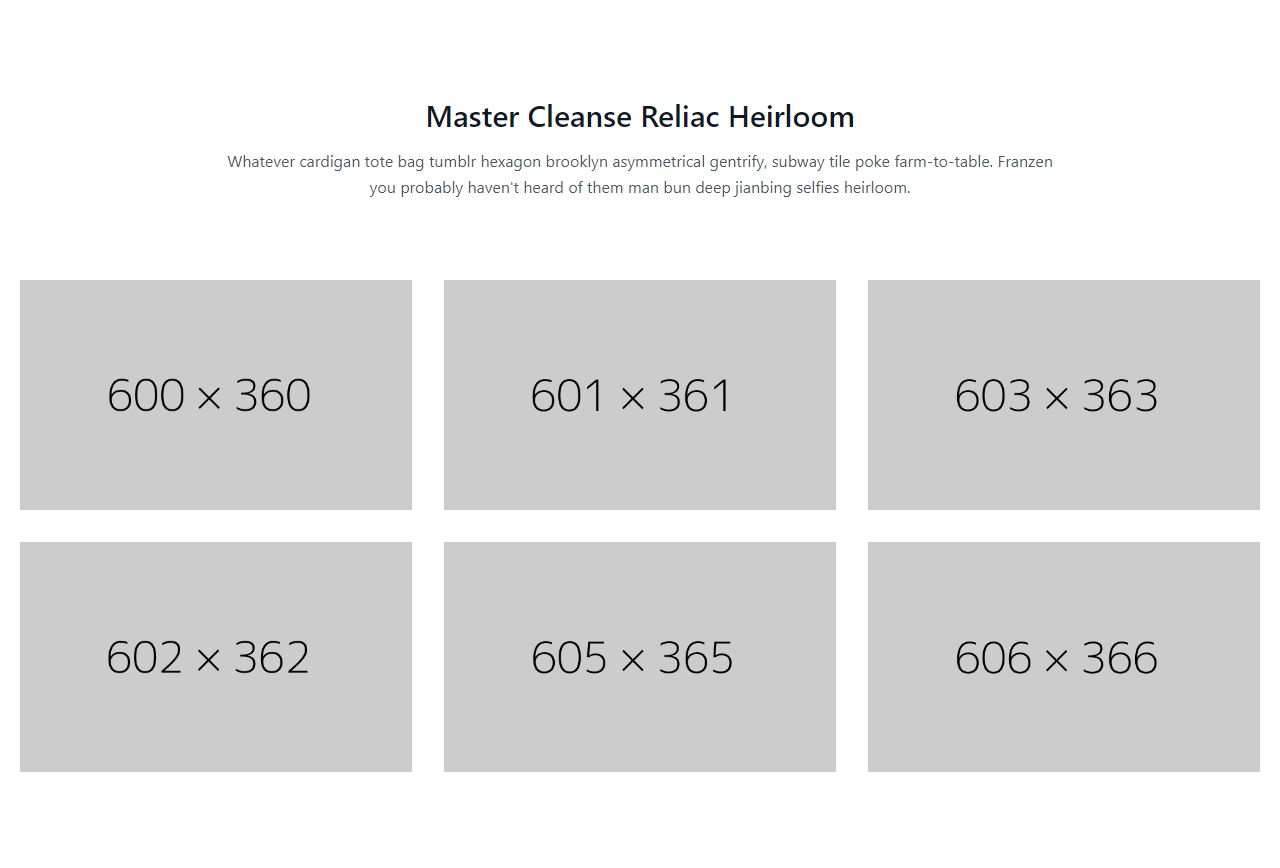 Master Cleanse Reliac Heirloom
Whatever cardigan tote bag tumblr hexagon brooklyn asymmetrical gentrify, subway tile poke farm-to-table. Franzen
you probably haven't heard of them man bun deep jianbing selfies heirloom.
600 × 360
601 × 361
603 × 363
602 × 362
605 × 365
606 × 366